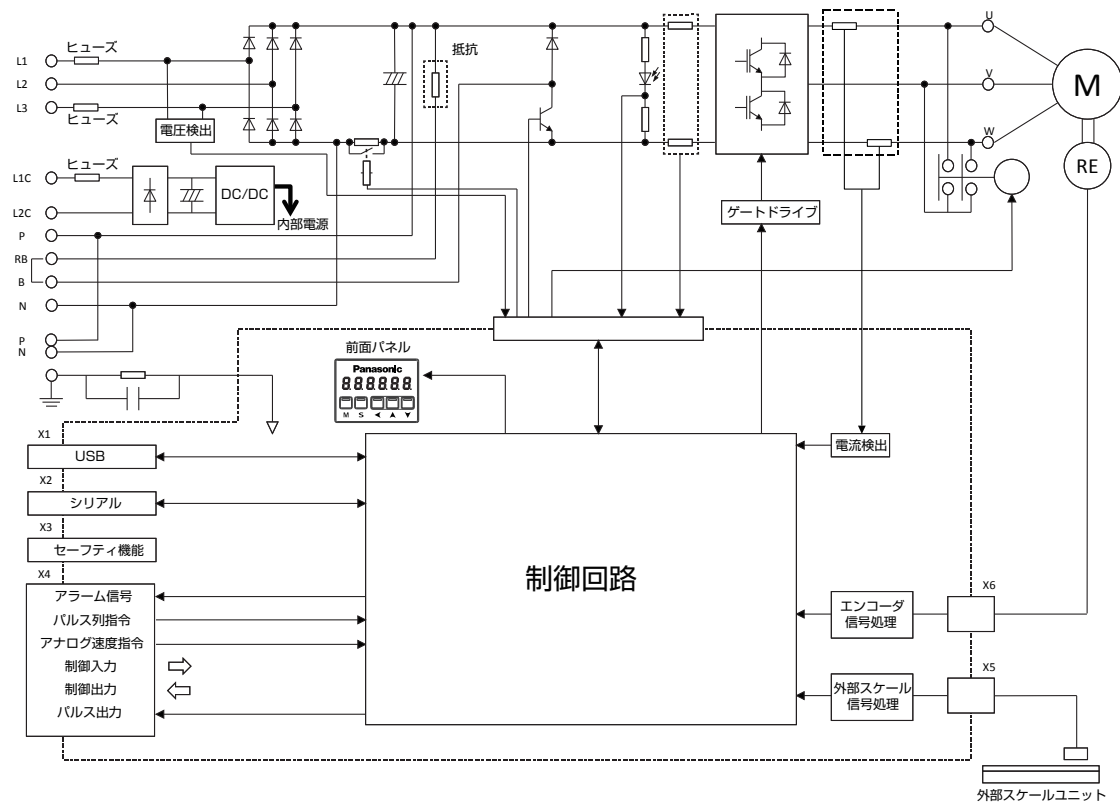 L1
ヒューズ
L2
L3
ヒューズ
電圧検出
抵抗
U
V
W
M
RE
L1C
ヒューズ
L2C
DC/DC
内部電源
P
RB
B
N
P
N
ゲートドライブ
前面パネル
Panasonic
8.8.8.8.8.8.
M S
電流検出
制御回路
X1
USB
X2
シリアル
X3
セーフティ機能
X4
アラーム信号
パルス列指令
アナログ速度指令
制御入力
制御出力
パルス出力
X6
エンコーダ
信号処理
X5
外部スケール
信号処理
外部スケールユニット